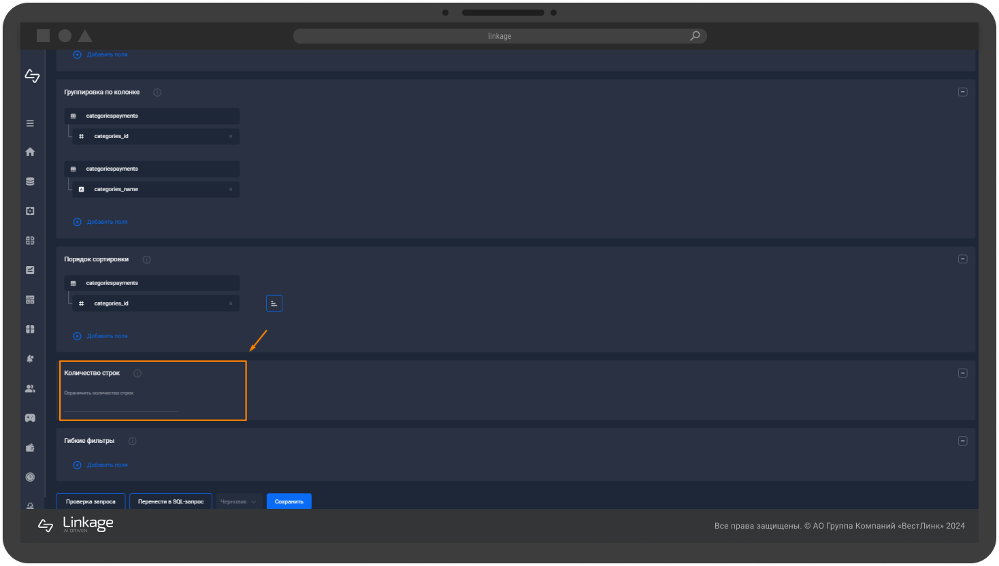 linkage
Добавить поля
Группировка по колонке
categoriespayments
categories_id
categoriespayments
categories_name
Добавить поля
Порядок сортировки
categoriespayments
categories_id
Добавить поля
Количество строк
Ограничить количество строк
Гибкие фильтры
Добавить поля
Проверка запроса Перенести в SQL-запрос Черновик Сохранить
Linkage
AI DRIVEN
Все права защищены. © АО Группа Компаний «ВестЛинк» 2024